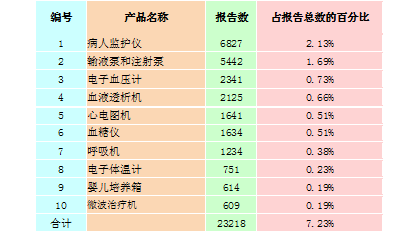 编号 产品名称 报告数 占报告总数的百分比
1 病人监护仪 6827 2.13%
2 输液泵和注射泵 5442 1.69%
3 电子血压计 2341 0.73%
4 血液透析机 2125 0.66%
5 心电图机 1641 0.51%
6 血糖仪 1634 0.51%
7 呼吸机 1234 0.38%
8 电子体温计 751 0.23%
9 婴儿培养箱 614 0.19%
10 微波治疗机 609 0.19%
合计 23218 7.23%